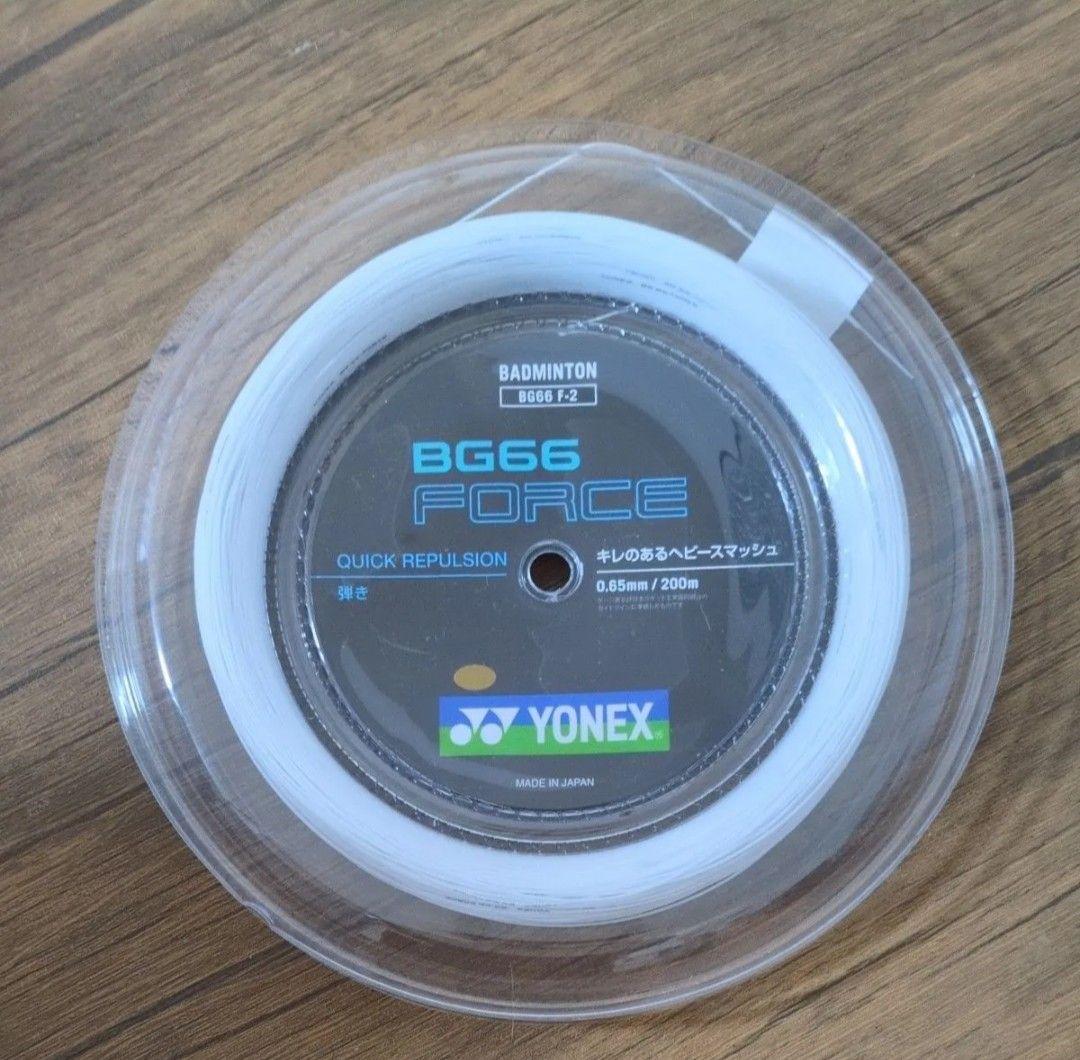 BADMINTON
BG66 F-2
BG66
FORCE
QUICK REPULSION
弾き
キレのあるヘビースマッシュ
0.65mm / 200m
YONEX
MADE IN JAPAN